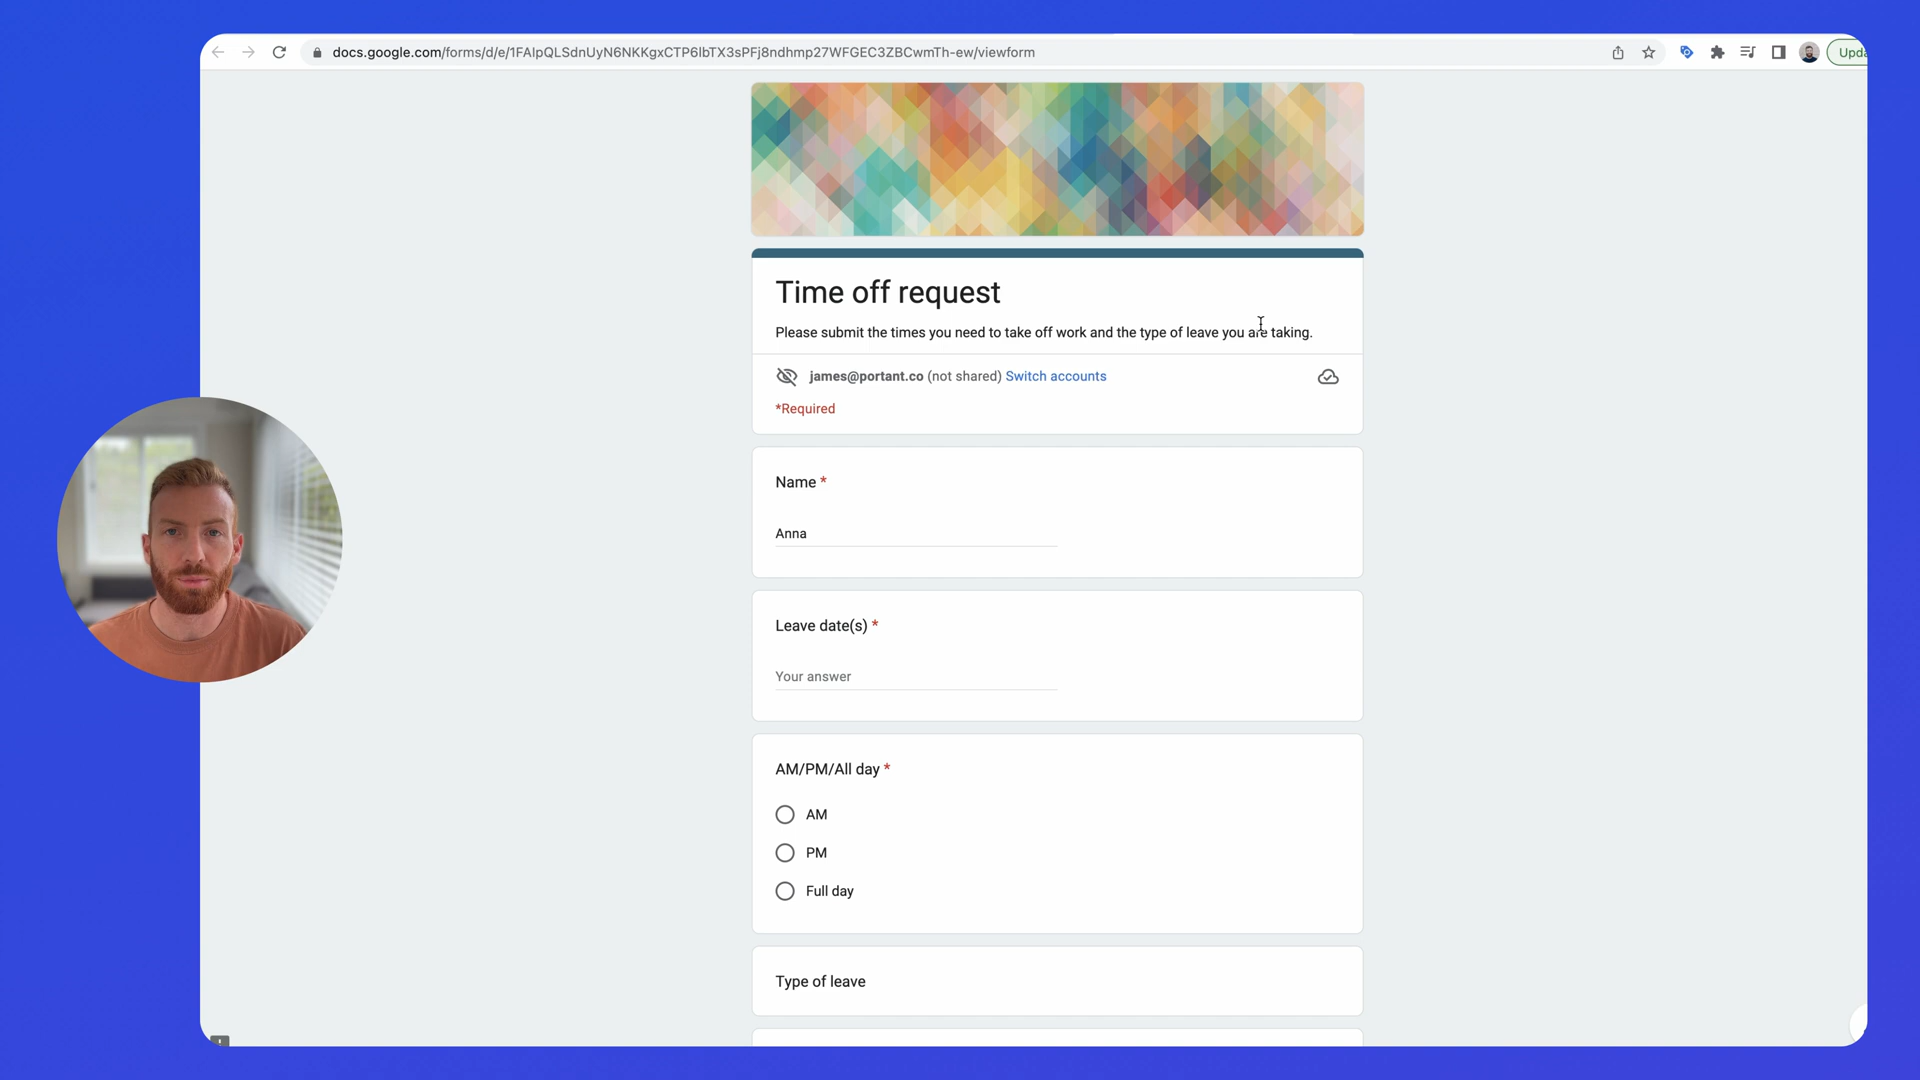 docs.google.com/forms/d/e/1FAIpQLSdnUyN6NKKgxCTP6IbTX3sPFj8ndhmp27WFGEC3ZBCwmTh-ew/viewform
Upda
Time off request
Please submit the times you need to take off work and the type of leave you are taking.
james@portant.co (not shared) Switch accounts
*Required
Name *
Anna
Leave date(s) *
Your answer
AM/PM/All day *
AM
PM
Full day
Type of leave